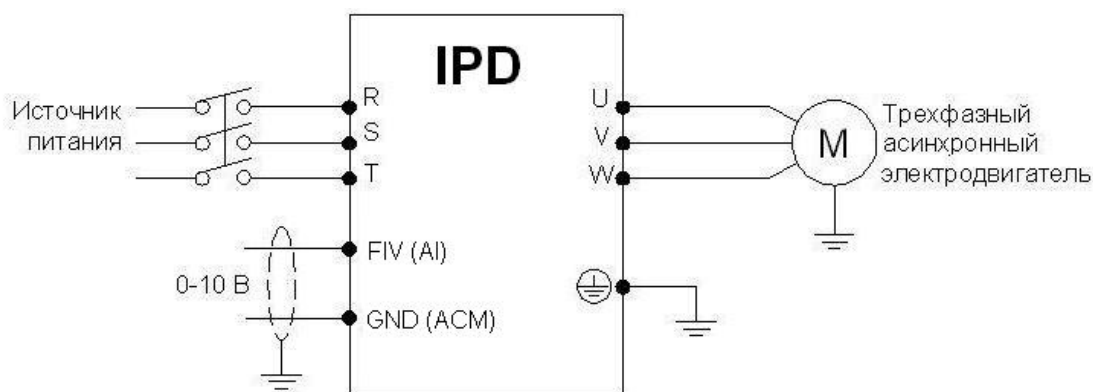 IPD
Источник
питания
R
S
T
U
V
W
M
Трехфазный
асинхронный
электродвигатель
FIV (AI)
0-10 В
GND (ACM)